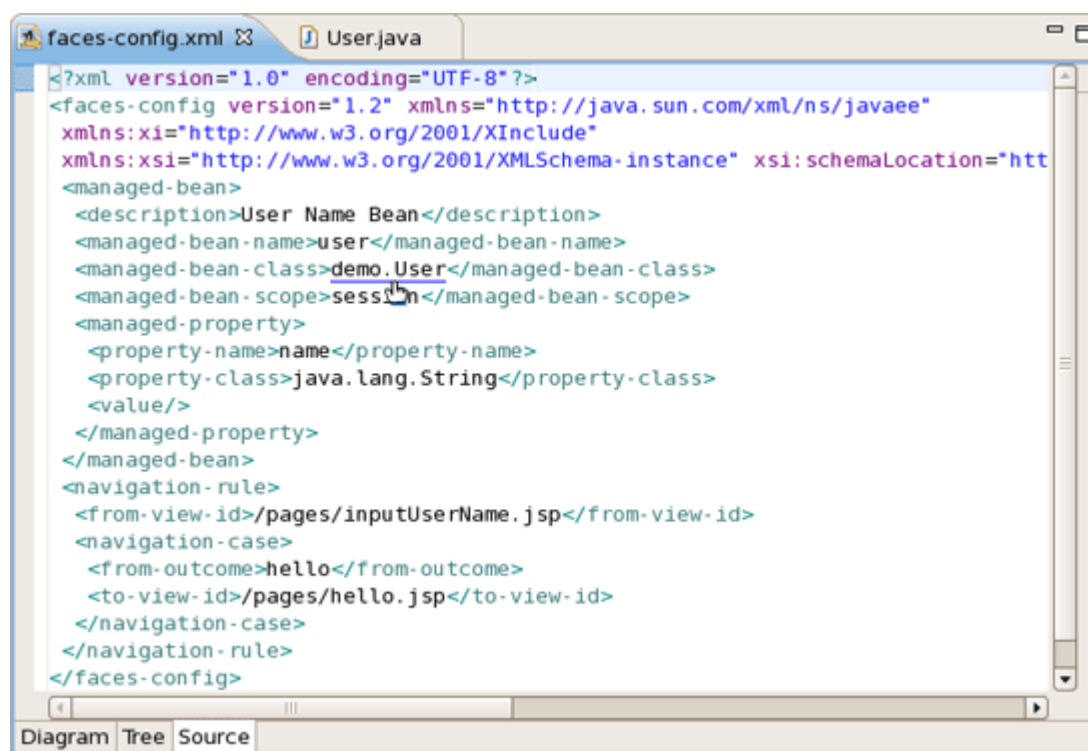 faces-config.xml User.java
<?xml version="1.0" encoding="UTF-8"?>
<faces-config version="1.2" xmlns="http://java.sun.com/xml/ns/javaee"
xmlns:xi="http://www.w3.org/2001/XInclude"
xmlns:xsi="http://www.w3.org/2001/XMLSchema-instance" xsi:schemaLocation="htt
<managed-bean>
<description>User Name Bean</description>
<managed-bean-name>user</managed-bean-name>
<managed-bean-class>demo.User</managed-bean-class>
<managed-bean-scope>session</managed-bean-scope>
<managed-property>
<property-name>name</property-name>
<property-class>java.lang.String</property-class>
<value/>
</managed-property>
</managed-bean>
<navigation-rule>
<from-view-id>/pages/inputUserName.jsp</from-view-id>
<navigation-case>
<from-outcome>hello</from-outcome>
<to-view-id>/pages/hello.jsp</to-view-id>
</navigation-case>
</navigation-rule>
</faces-config>
Diagram Tree Source